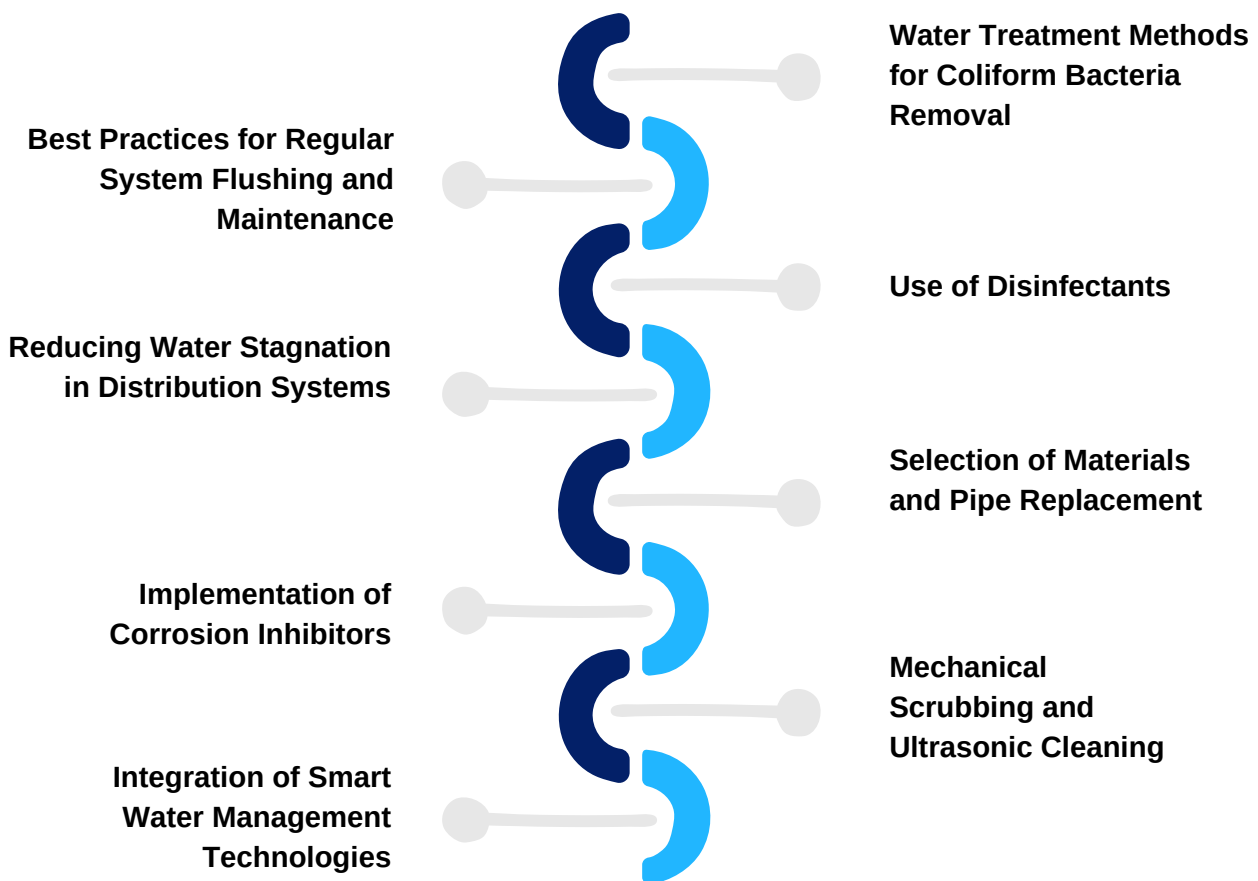 Water Treatment Methods
for Coliform Bacteria
Removal
Best Practices for Regular
System Flushing and
Maintenance
Use of Disinfectants
Reducing Water Stagnation
in Distribution Systems
Selection of Materials
and Pipe Replacement
Implementation of
Corrosion Inhibitors
Mechanical
Scrubbing and
Ultrasonic Cleaning
Integration of Smart
Water Management
Technologies